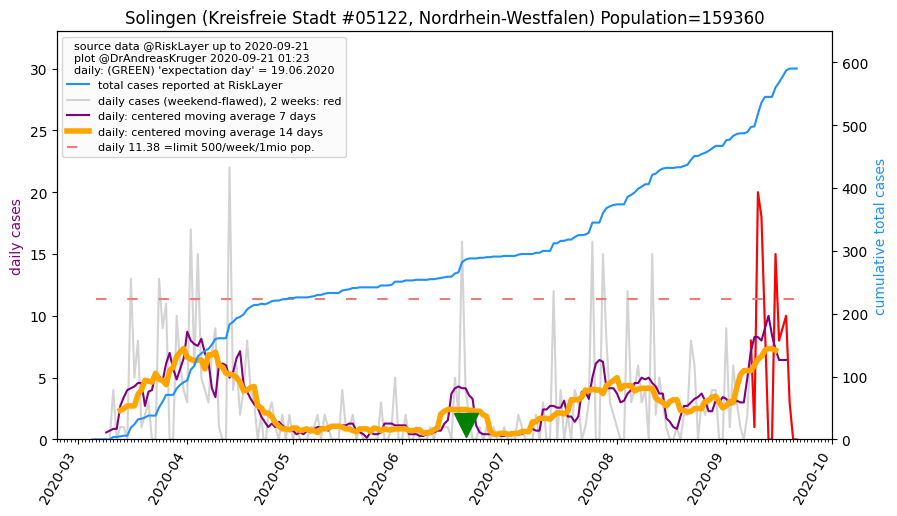 Solingen (Kreisfreie Stadt #05122, Nordrhein-Westfalen) Population=159360
source data @RiskLayer up to 2020-09-21
plot @DrAndreasKruger 2020-09-21 01:23
daily: (GREEN) 'expectation day' = 19.06.2020
total cases reported at RiskLayer
daily cases (weekend-flawed), 2 weeks: red
daily: centered moving average 7 days
daily: centered moving average 14 days
daily 11.38 =limit 500/week/1mio pop.
daily cases
30
25
20
15
10
5
0
cumulative total cases
600
500
400
300
200
100
0
2020-03
2020-04
2020-05
2020-06
2020-07
2020-08
2020-09
2020-10